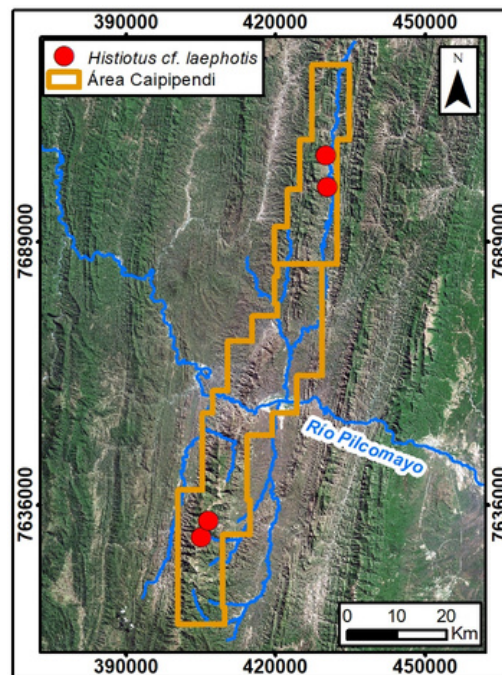 390000 420000 450000
Histiotus cf. laephotis
Área Caipipendi
N
7689000 7689000
Río Pilcomayo
7636000 7636000
0 10 20
Km
390000 420000 450000